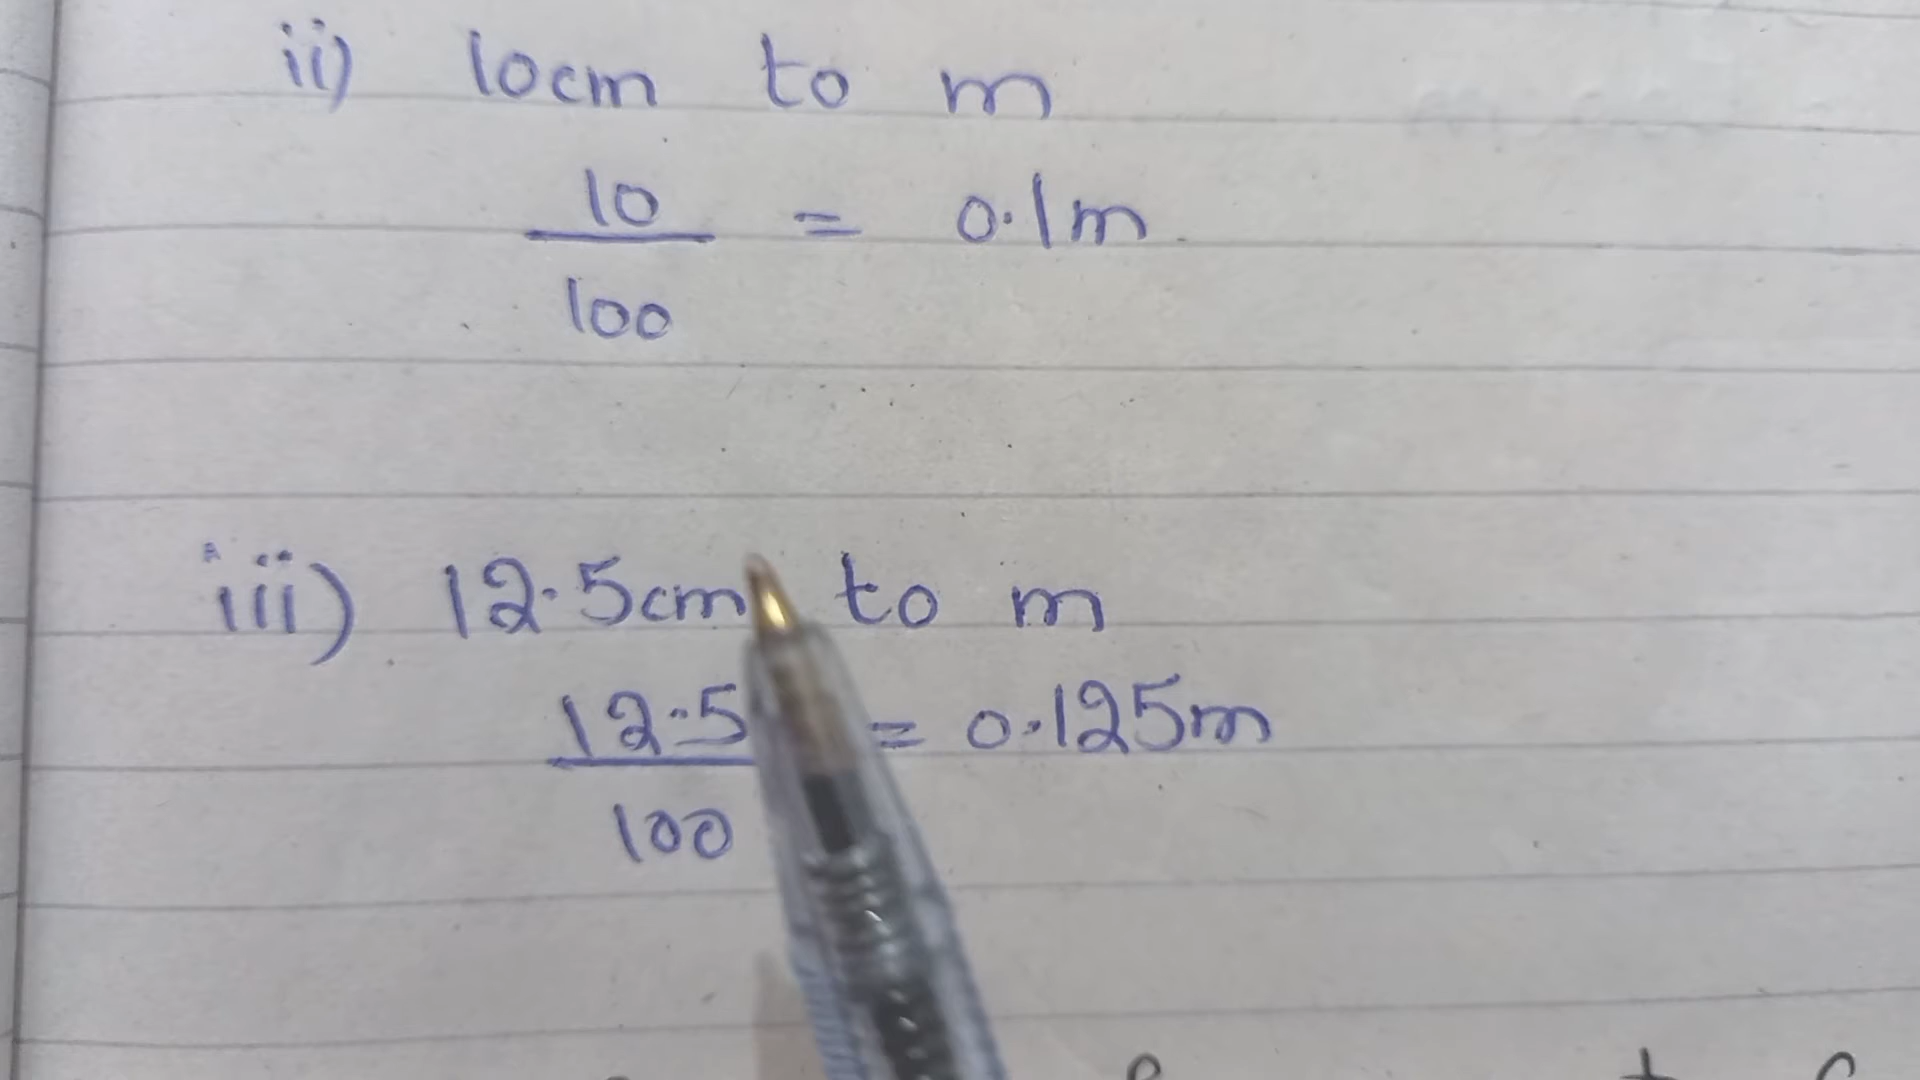 ii) 10cm to m
10
= 0.1m
100
iii) 12.5cm to m
12.5
= 0.125m
100